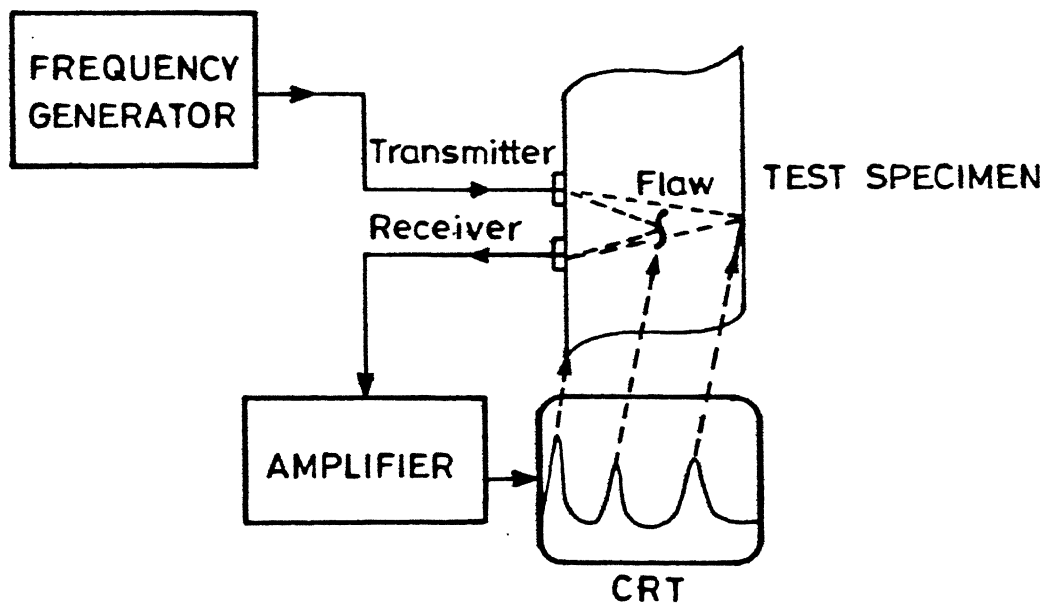 FREQUENCY
GENERATOR
Transmitter
Flaw
TEST SPECIMEN
Receiver
AMPLIFIER
CRT